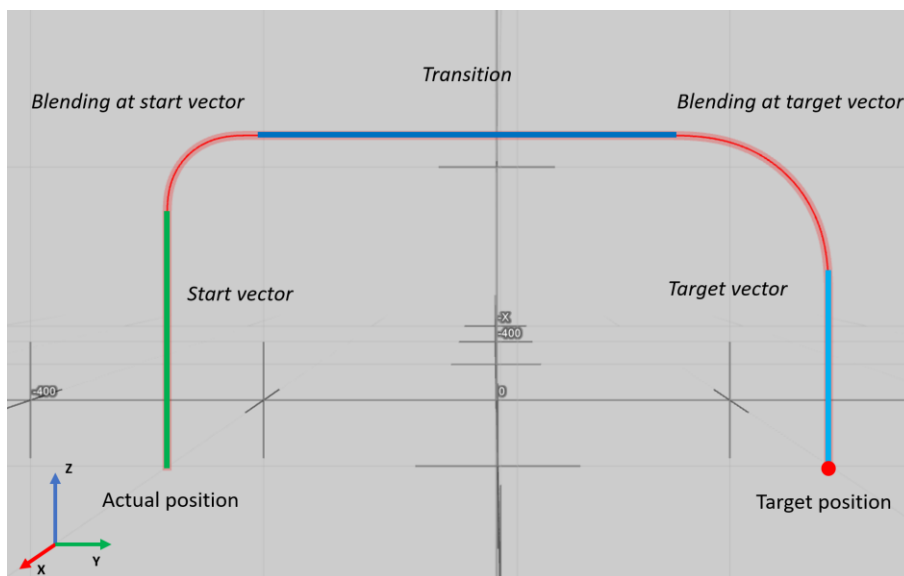 Transition
Blending at start vector
Blending at target vector
Start vector
Target vector
-X
-400
-400
0
Z
Actual position
Target position
Y
X